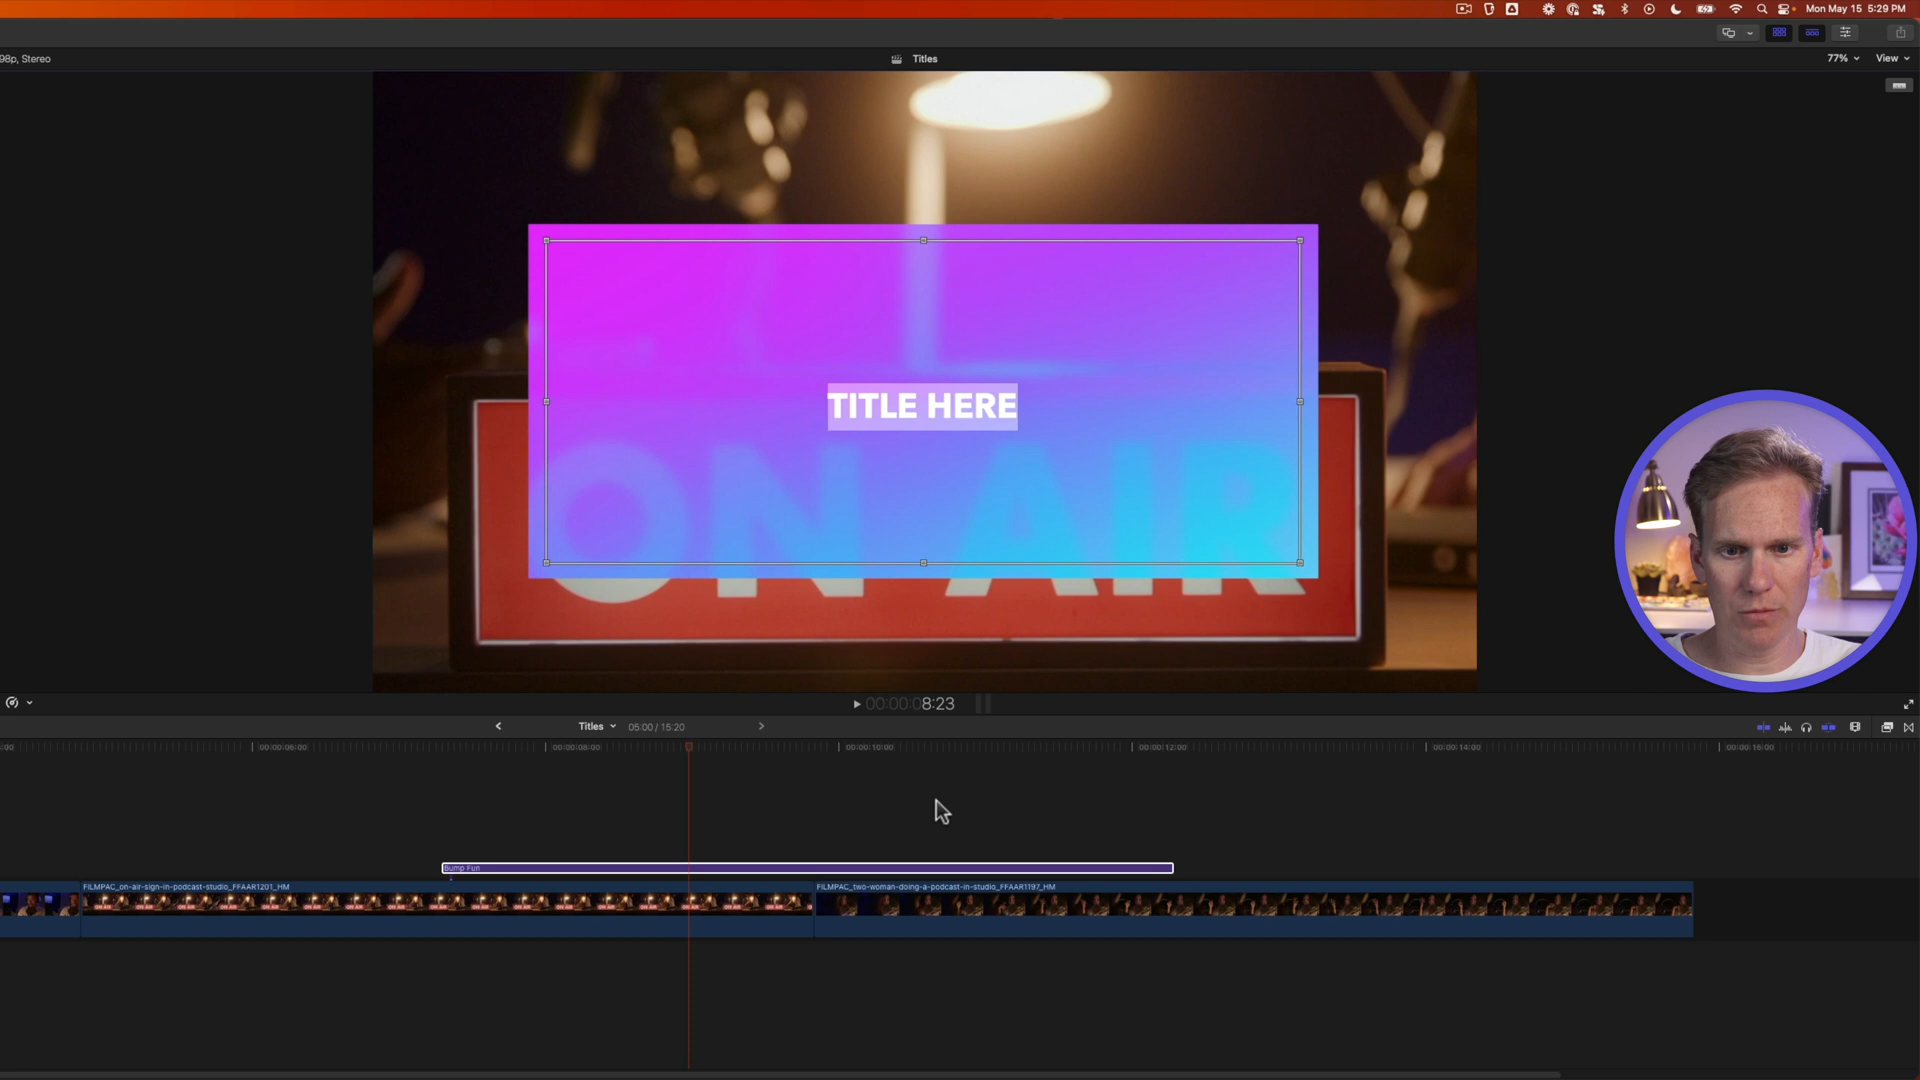 Mon May 15 5:29 PM
98p, Stereo
Titles
77%
View
TITLE HERE
ON AIR
00:00:08:23
Titles
05:00 / 15:20
00:00:06:00
00:00:08:00
00:00:10:00
00:00:12:00
00:00:14:00
00:00:16:00
Bump Fun
FILMPAC_on-air-sign-in-podcast-studio_FFAAR1201_HM
FILMPAC_two-woman-doing-a-podcast-in-studio_FFAAR1197_HM